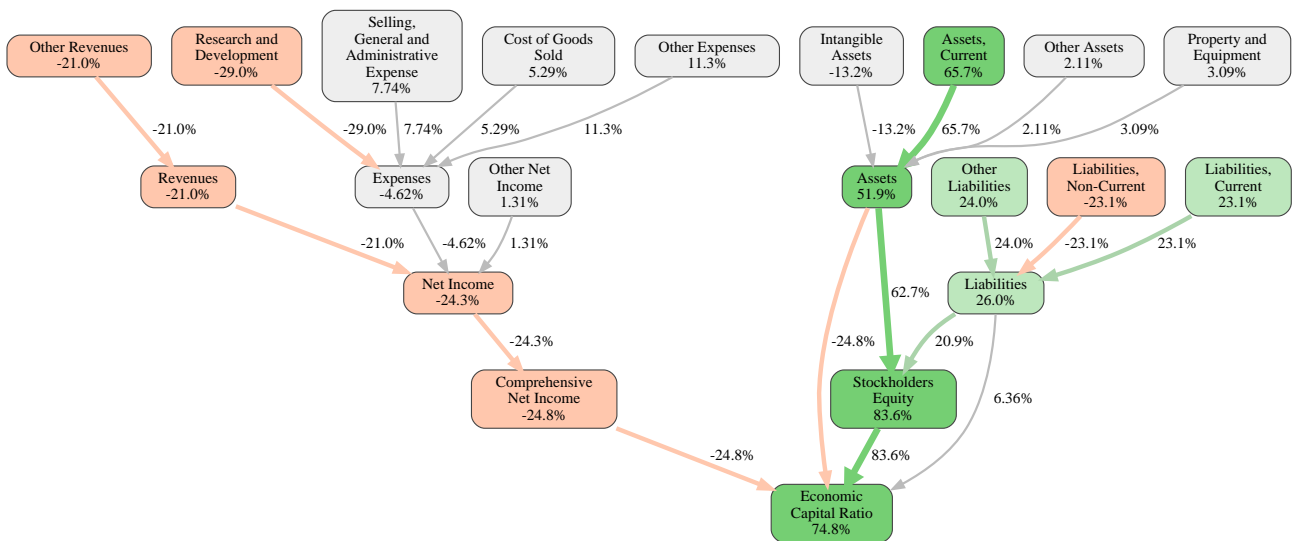 Other Revenues
-21.0%
Research and
Development
-29.0%
Selling,
General and
Administrative
Expense
7.74%
Cost of Goods
Sold
5.29%
Other Expenses
11.3%
Intangible
Assets
-13.2%
Assets,
Current
65.7%
Other Assets
2.11%
Property and
Equipment
3.09%
-21.0%
-29.0%
7.74%
5.29%
11.3%
-13.2%
65.7%
2.11%
3.09%
Revenues
-21.0%
Expenses
-4.62%
Other Net
Income
1.31%
Assets
51.9%
Other
Liabilities
24.0%
Liabilities,
Non-Current
-23.1%
Liabilities,
Current
23.1%
-21.0%
-4.62%
1.31%
24.0%
-23.1%
23.1%
Net Income
-24.3%
62.7%
Liabilities
26.0%
-24.3%
-24.8%
20.9%
Comprehensive
Net Income
-24.8%
Stockholders
Equity
83.6%
6.36%
-24.8%
83.6%
Economic
Capital Ratio
74.8%